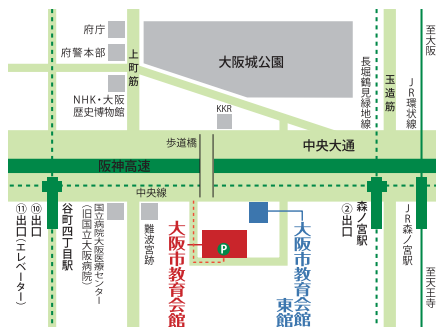 府庁
府警本部
NHK・大阪
歴史博物館
上町筋
大阪城公園
KKR
歩道橋
長堀鶴見緑地線
玉造筋
JR環状線
至大阪
中央大通
阪神高速
中央線
⑪出口(エレベーター)
⑩出口
谷町四丁目駅
国立病院大阪医療センター
(旧国立大阪病院)
難波宮跡
大阪市教育会館
P
大阪市教育会館
東館
②出口
森ノ宮駅
JR森ノ宮駅
至天王寺